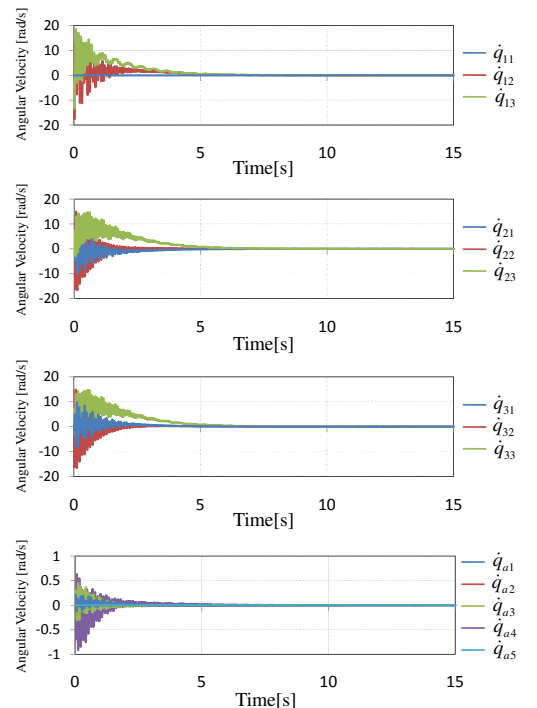 Angular Velocity [rad/s]
20
10
0
-10
-20
0
5
10
15
Time[s]
q̇11
q̇12
q̇13
Angular Velocity [rad/s]
20
10
0
-10
-20
0
5
10
15
Time[s]
q̇21
q̇22
q̇23
Angular Velocity [rad/s]
20
10
0
-10
-20
0
5
10
15
Time[s]
q̇31
q̇32
q̇33
Angular Velocity [rad/s]
1
0.5
0
-0.5
-1
0
5
10
15
Time[s]
q̇a1
q̇a2
q̇a3
q̇a4
q̇a5